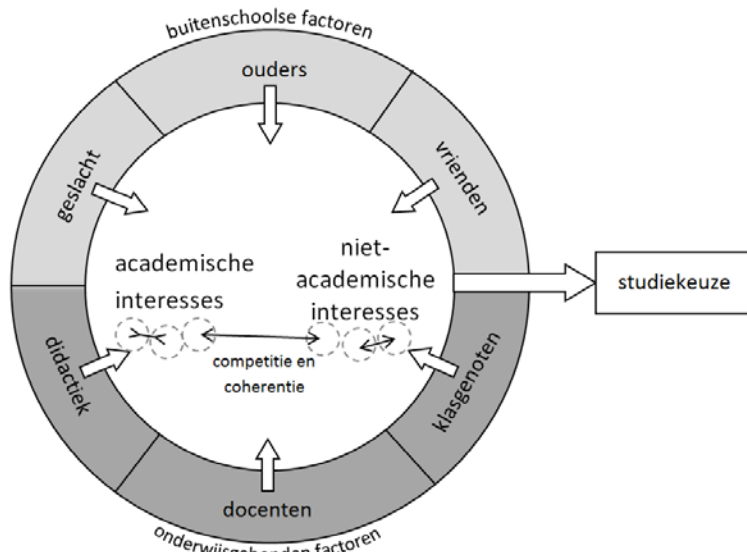 buitenschoolse factoren
ouders
geslacht
vrienden
academische
interesses
niet-
academische
interesses
studiekeuze
competitie en
coherentie
didactiek
klasgenoten
docenten
onderwijsgebonden factoren